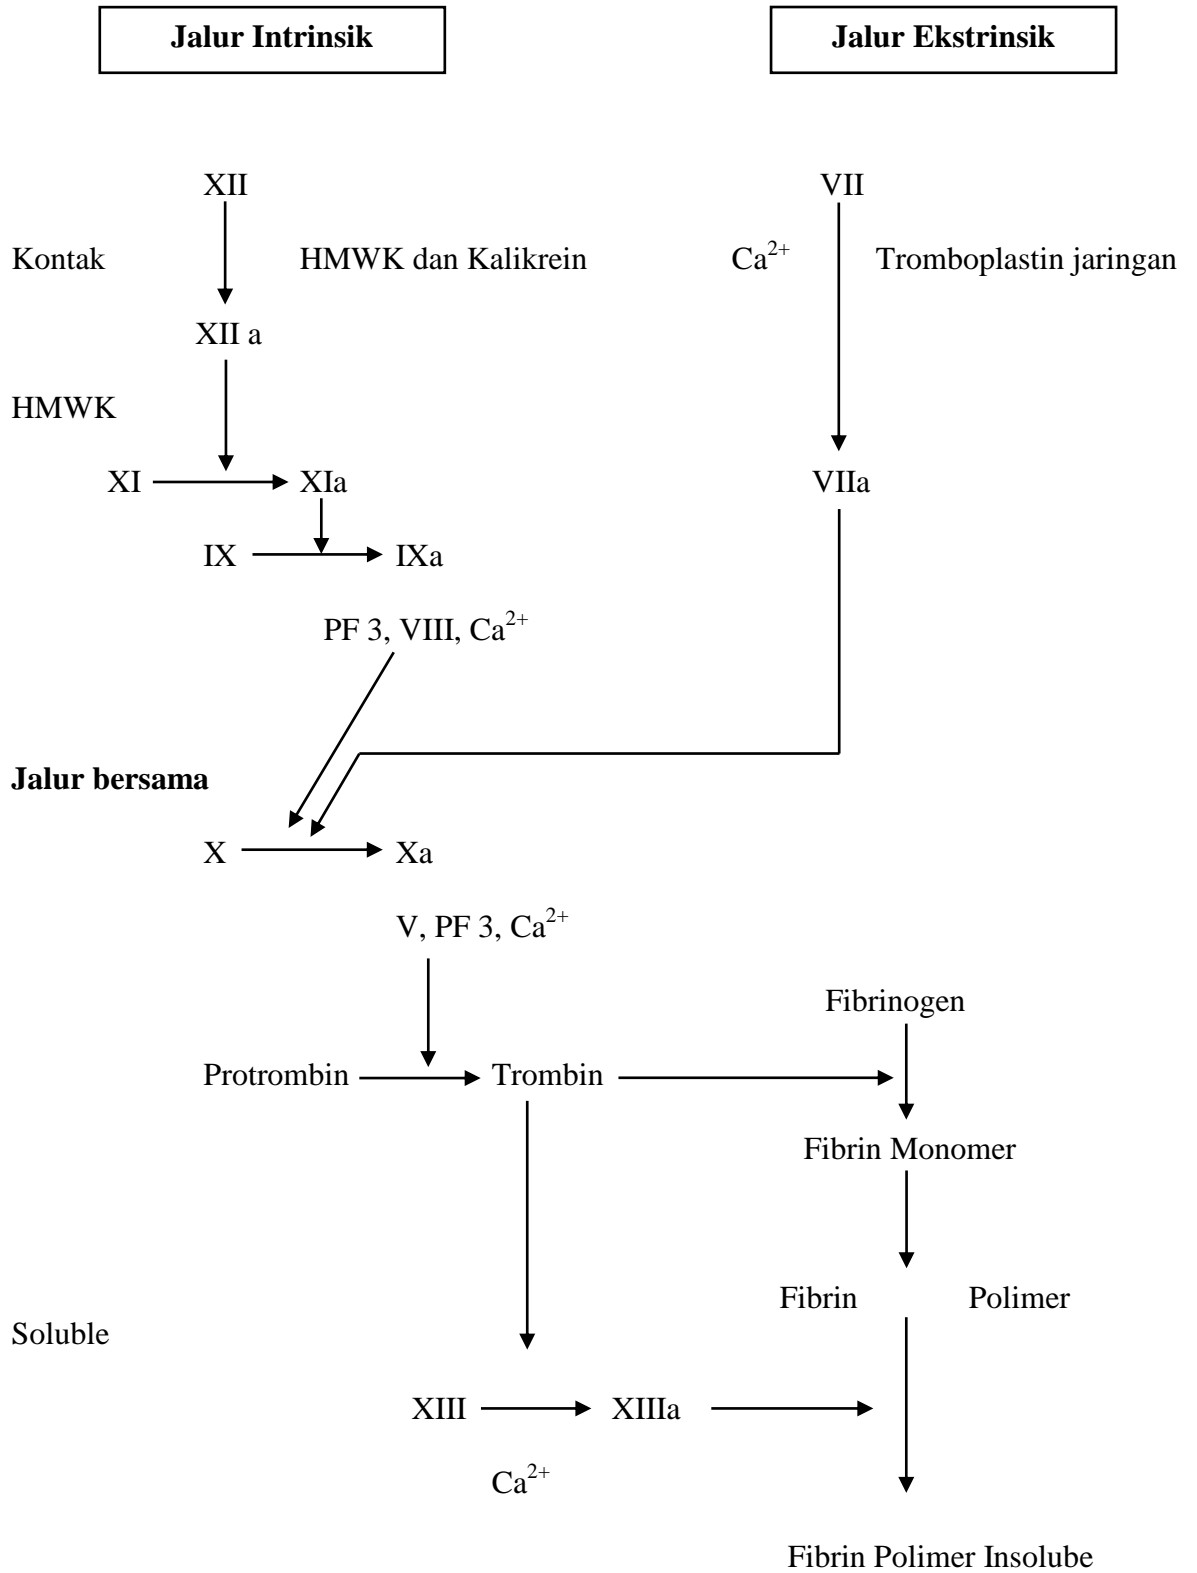 Jalur Intrinsik Jalur Ekstrinsik
XII VII
Kontak HMWK dan Kalikrein Ca²⁺ Tromboplastin jaringan
XII a
HMWK
XI XIa VIIa
IX IXa
PF 3, VIII, Ca²⁺
Jalur bersama
X Xa
V, PF 3, Ca²⁺
Fibrinogen
Protrombin Trombin
Fibrin Monomer
Fibrin Polimer
Soluble
XIII XIIIa
Ca²⁺
Fibrin Polimer Insolube